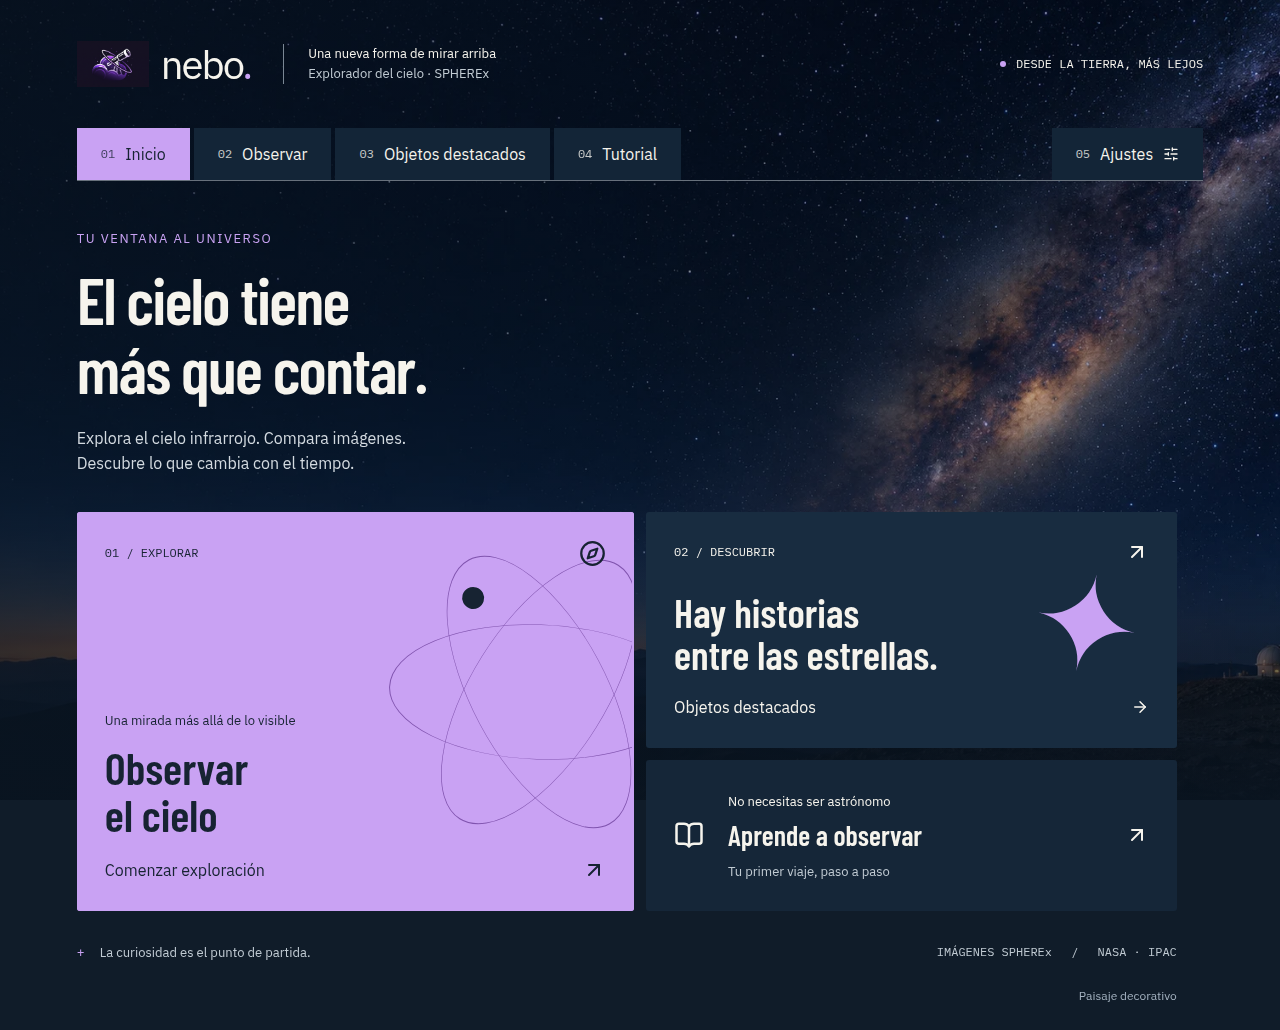 nebo.
Una nueva forma de mirar arriba
Explorador del cielo · SPHEREx
DESDE LA TIERRA, MÁS LEJOS
01 Inicio
02 Observar
03 Objetos destacados
04 Tutorial
05 Ajustes
TU VENTANA AL UNIVERSO
El cielo tiene
más que contar.
Explora el cielo infrarrojo. Compara imágenes.
Descubre lo que cambia con el tiempo.
01 / EXPLORAR
Una mirada más allá de lo visible
Observar
el cielo
Comenzar exploración
02 / DESCUBRIR
Hay historias
entre las estrellas.
Objetos destacados
No necesitas ser astrónomo
Aprende a observar
Tu primer viaje, paso a paso
+ La curiosidad es el punto de partida.
IMÁGENES SPHEREx / NASA · IPAC
Paisaje decorativo